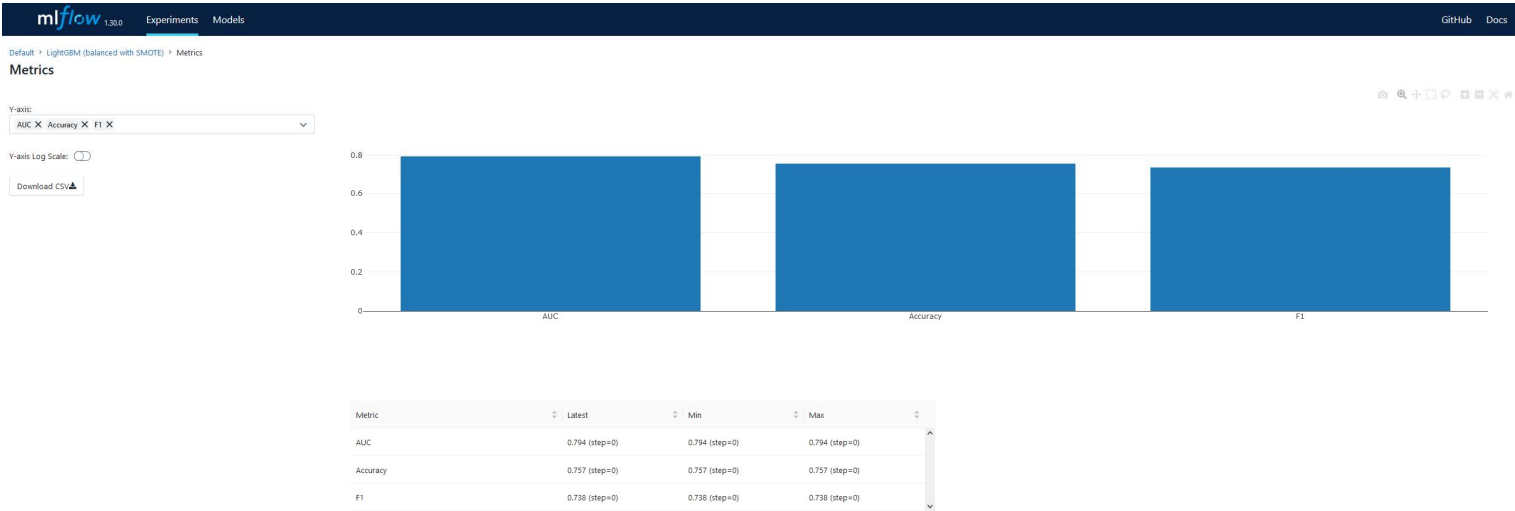 mlflow 1.30.0 Experiments Models GitHub Docs
Default > LightGBM (balanced with SMOTE) > Metrics
Metrics
Y-axis:
AUC X Accuracy X F1 X
Y-axis Log Scale:
Download CSV
0.8
0.6
0.4
0.2
0
AUC Accuracy F1
Metric Latest Min Max
AUC 0.794 (step=0) 0.794 (step=0) 0.794 (step=0)
Accuracy 0.757 (step=0) 0.757 (step=0) 0.757 (step=0)
F1 0.738 (step=0) 0.738 (step=0) 0.738 (step=0)